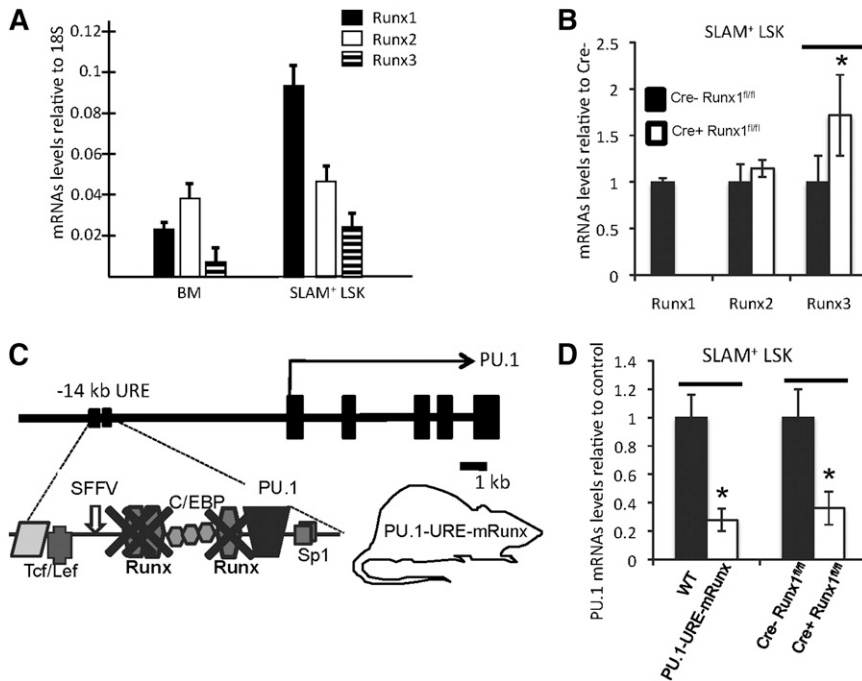 A
Runx1
Runx2
Runx3
mRNAs levels relative to 18S
0.12
0.1
0.08
0.06
0.04
0.02
BM
SLAM⁺ LSK
B
SLAM⁺ LSK
*
Cre- Runx1fl/fl
Cre+ Runx1fl/fl
mRNAs levels relative to Cre-
2.5
2
1.5
1
0.5
0
Runx1
Runx2
Runx3
C
PU.1
-14 kb URE
1 kb
SFFV
C/EBP
PU.1
Tcf/Lef
Runx
Runx
Sp1
PU.1-URE-mRunx
D
SLAM⁺ LSK
PU.1 mRNAs levels relative to control
1.4
1.2
1
0.8
0.6
0.4
0.2
0
*
*
WT
PU.1-URE-mRunx
Cre- Runx1fl/fl
Cre+ Runx1fl/fl